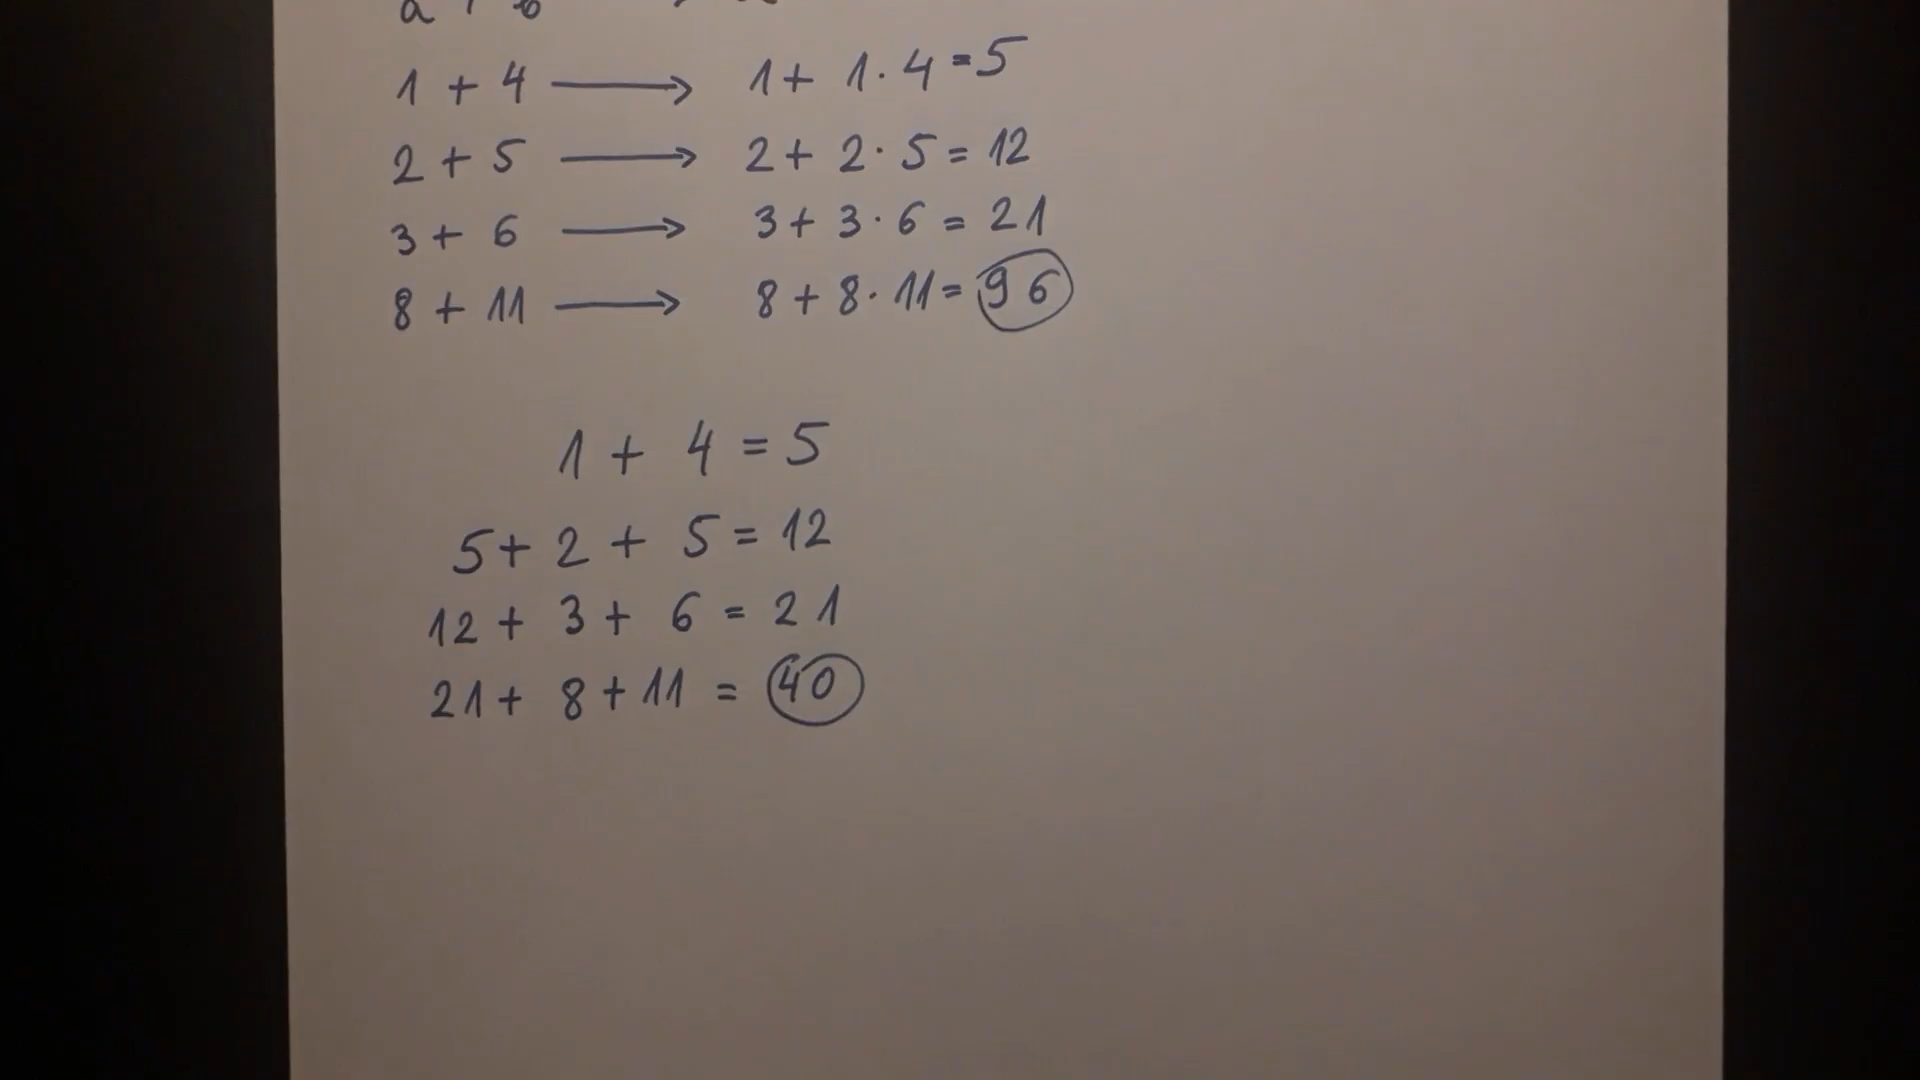 a + b
1 + 4 → 1 + 1 · 4 = 5
2 + 5 → 2 + 2 · 5 = 12
3 + 6 → 3 + 3 · 6 = 21
8 + 11 → 8 + 8 · 11 = 96
1 + 4 = 5
5 + 2 + 5 = 12
12 + 3 + 6 = 21
21 + 8 + 11 = 40